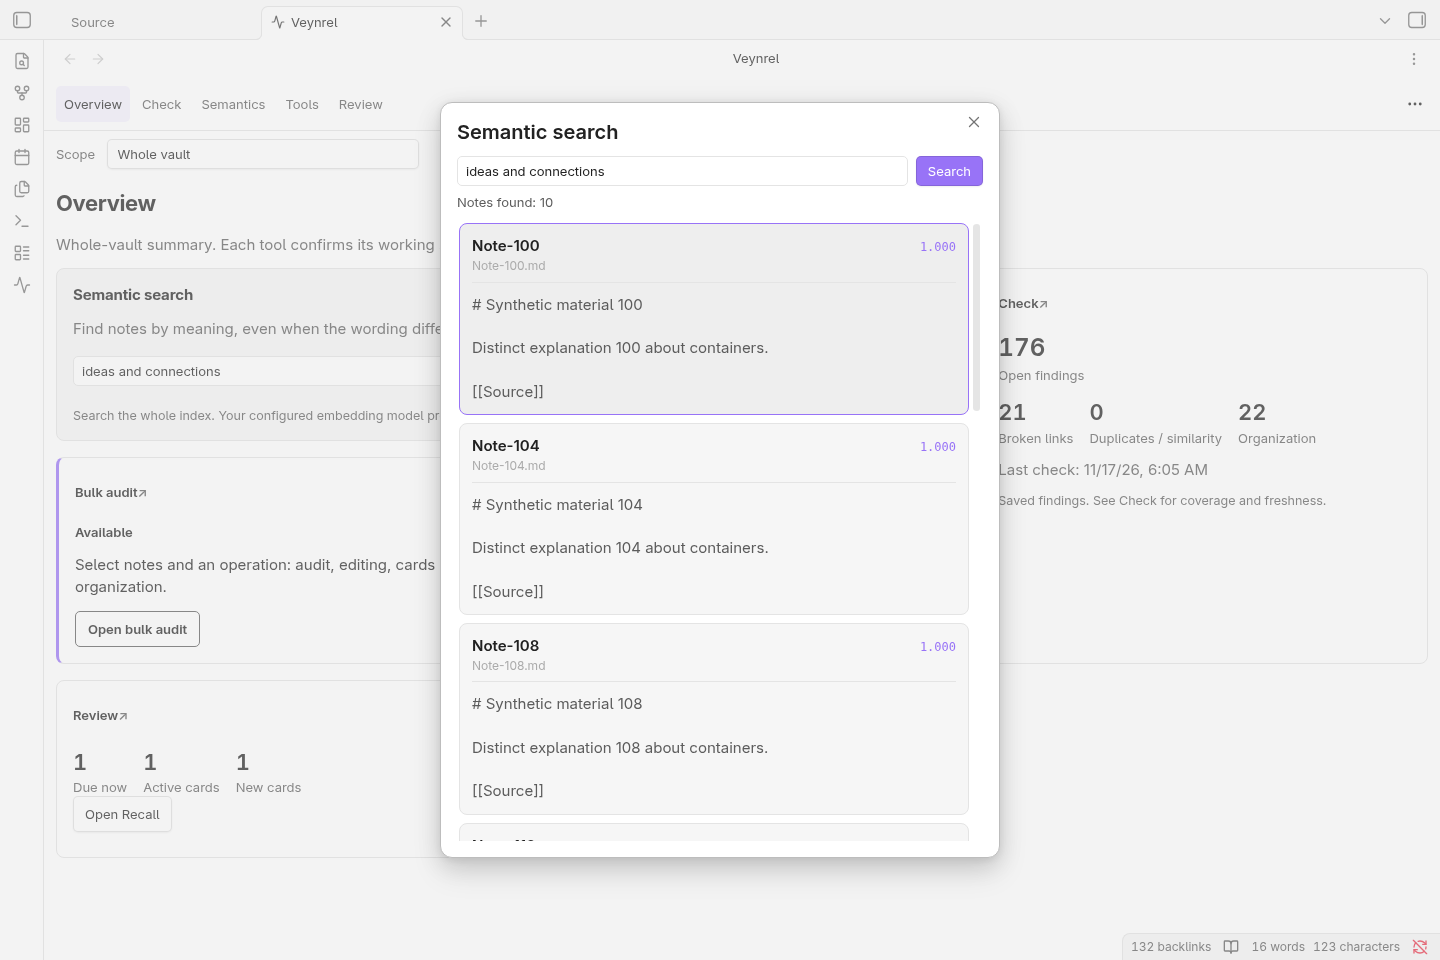 Source
Veynrel
Veynrel
Overview
Check
Semantics
Tools
Review
Scope
Whole vault
Overview
Whole-vault summary. Each tool confirms its working
Semantic search
Find notes by meaning, even when the wording diffe
ideas and connections
Search the whole index. Your configured embedding model pr
Bulk audit
Available
Select notes and an operation: audit, editing, cards
organization.
Open bulk audit
Review
1
1
1
Due now
Active cards
New cards
Open Recall
Semantic search
ideas and connections
Search
Notes found: 10
Note-100
1.000
Note-100.md
# Synthetic material 100
Distinct explanation 100 about containers.
[[Source]]
Note-104
1.000
Note-104.md
# Synthetic material 104
Distinct explanation 104 about containers.
[[Source]]
Note-108
1.000
Note-108.md
# Synthetic material 108
Distinct explanation 108 about containers.
[[Source]]
Check
176
Open findings
21
0
22
Broken links
Duplicates / similarity
Organization
Last check: 11/17/26, 6:05 AM
Saved findings. See Check for coverage and freshness.
132 backlinks
16 words
123 characters